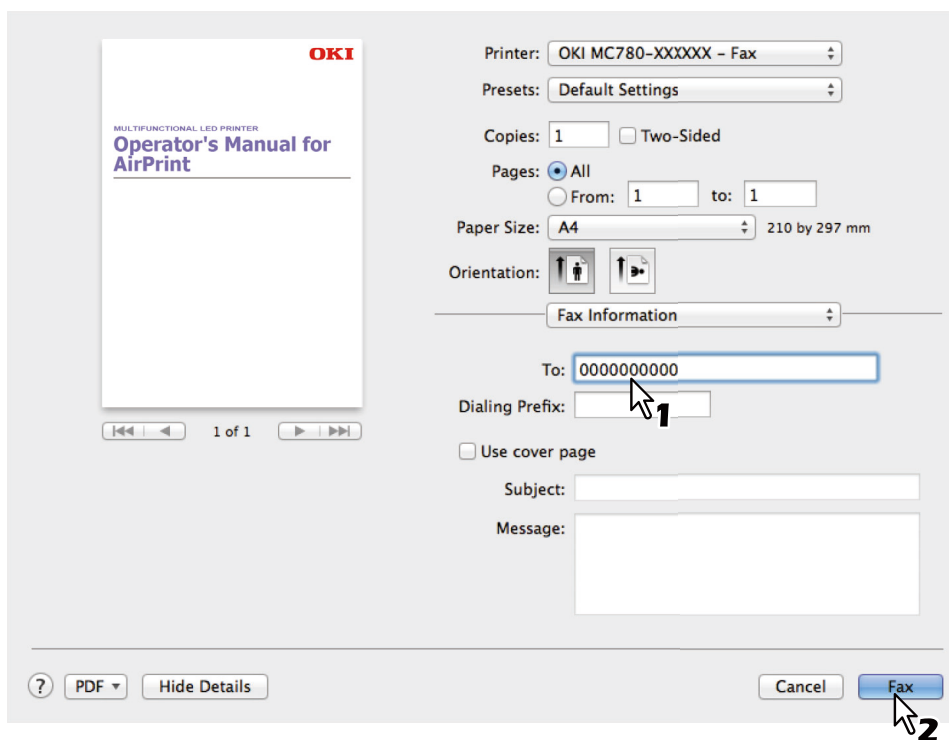 OKI
MULTIFUNCTIONAL LED PRINTER
Operator's Manual for
AirPrint
1 of 1
Printer: OKI MC780-XXXXXX – Fax
Presets: Default Settings
Copies: 1 Two-Sided
Pages: All
From: 1 to: 1
Paper Size: A4 210 by 297 mm
Orientation:
Fax Information
To: 0000000000
1
Dialing Prefix:
Use cover page
Subject:
Message:
? PDF Hide Details Cancel Fax
2